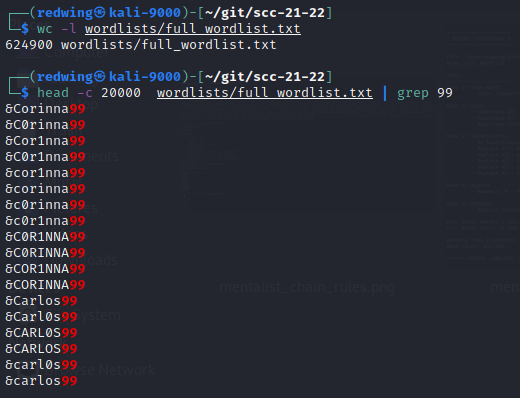 ┌──(redwing㉿kali-9000)-[~/git/scc-21-22]
└─$ wc -l wordlists/full_wordlist.txt
624900 wordlists/full_wordlist.txt
┌──(redwing㉿kali-9000)-[~/git/scc-21-22]
└─$ head -c 20000  wordlists/full_wordlist.txt | grep 99
&Corinna99
&C0rinna99
&Cor1nna99
&C0r1nna99
&cor1nna99
&corinna99
&c0rinna99
&c0r1nna99
&C0R1NNA99
&C0RINNA99
&COR1NNA99
&CORINNA99
&Carlos99
&Carl0s99
&CARL0S99
&CARLOS99
&carl0s99
&carlos99
mentalist_chain_rules.png